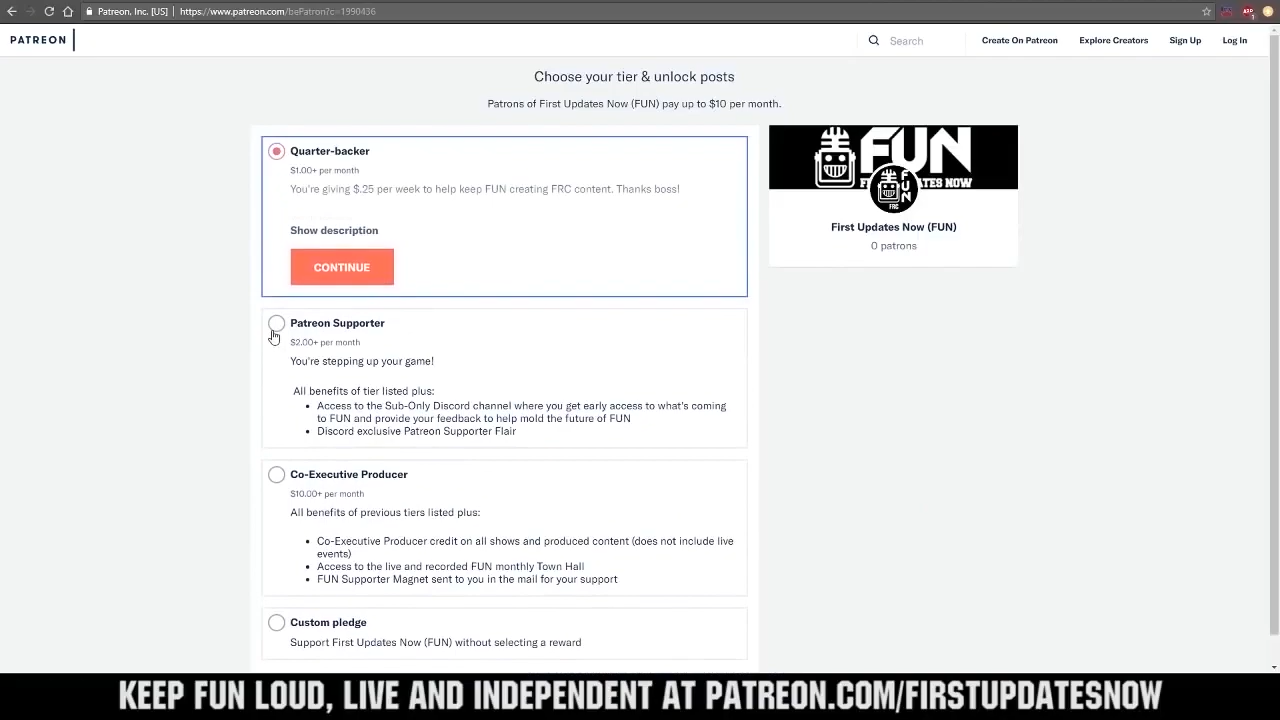 Patreon. Inc. [US] | https://www.patreon.com/bePatron?c=1990436
PATREON
Search
Create On Patreon
Explore Creators
Sign Up
Log In
Choose your tier & unlock posts
Patrons of First Updates Now (FUN) pay up to $10 per month.
Quarter-backer
$1.00+ per month
You're giving $.25 per week to help keep FUN creating FRC content. Thanks boss!
Show description
CONTINUE
FUN
FUN
FRC
First Updates Now (FUN)
0 patrons
Patreon Supporter
$2.00+ per month
You're stepping up your game!
All benefits of tier listed plus:
• Access to the Sub-Only Discord channel where you get early access to what's coming
to FUN and provide your feedback to help mold the future of FUN
• Discord exclusive Patreon Supporter Flair
Co-Executive Producer
$10.00+ per month
All benefits of previous tiers listed plus:
• Co-Executive Producer credit on all shows and produced content (does not include live
events)
• Access to the live and recorded FUN monthly Town Hall
• FUN Supporter Magnet sent to you in the mail for your support
Custom pledge
Support First Updates Now (FUN) without selecting a reward
KEEP FUN LOUD, LIVE AND INDEPENDENT AT PATREON.COM/FIRSTUPDATESNOW